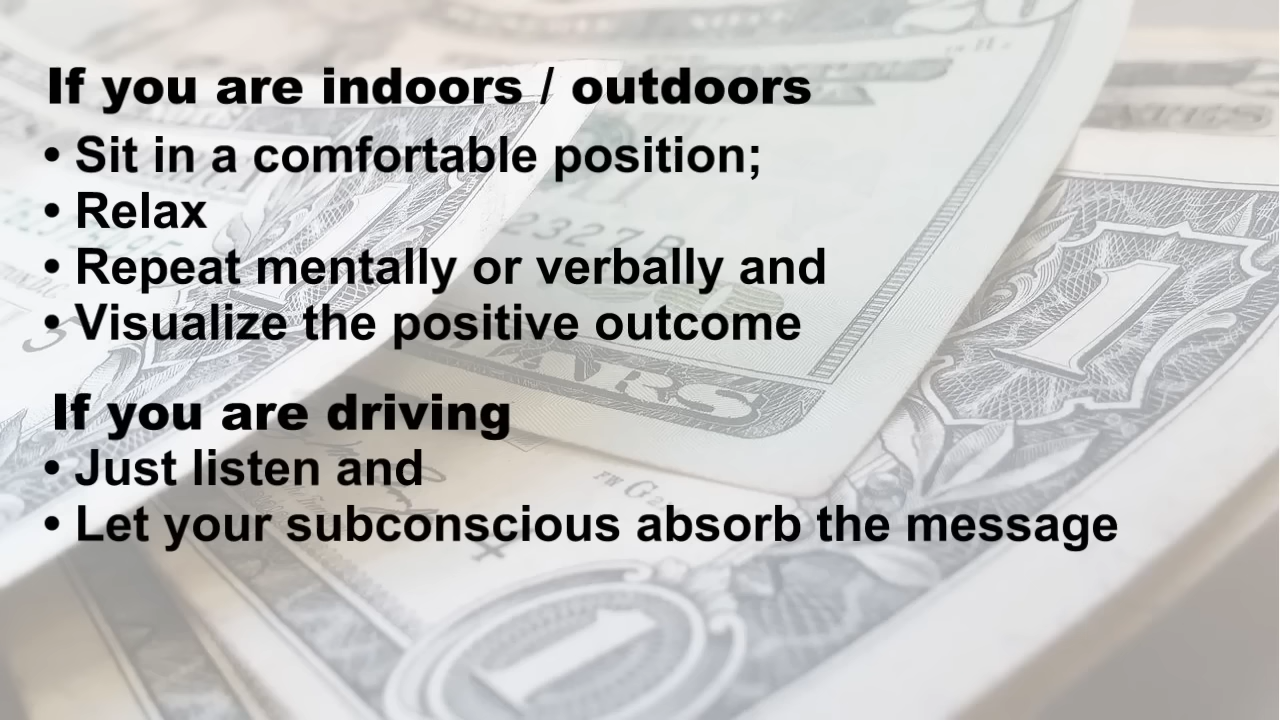 If you are indoors / outdoors
• Sit in a comfortable position;
• Relax
• Repeat mentally or verbally and
• Visualize the positive outcome
If you are driving
• Just listen and
• Let your subconscious absorb the message